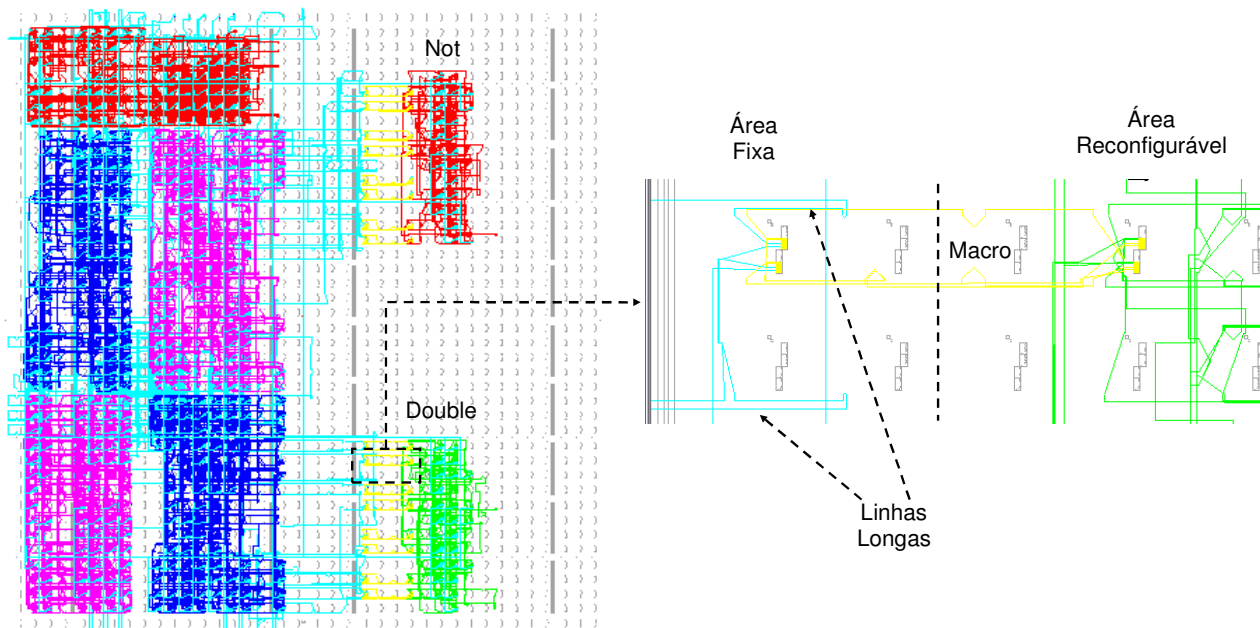 Not
Double
Área
Fixa
Área
Reconfigurável
Macro
Linhas
Longas